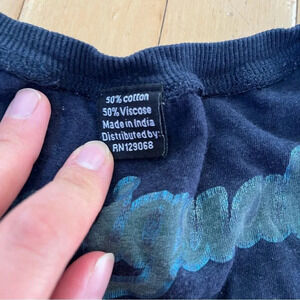 50% cotton
50% Viscose
Made in India
Distributed by:
RN129068